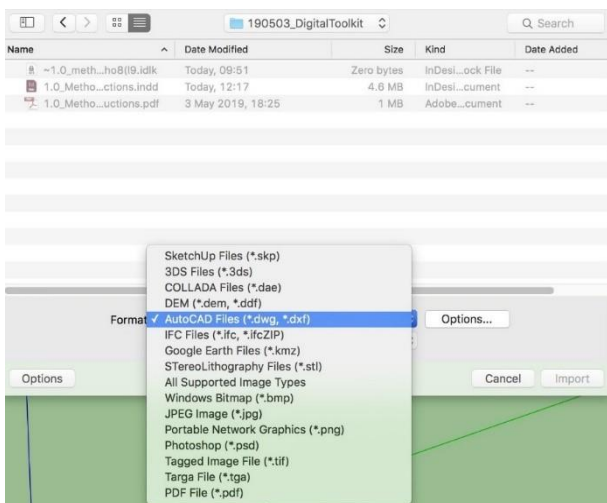 190503_DigitalToolkit
Search
Name Date Modified Size Kind Date Added
~1.0_meth...ho8(l9.idlk Today, 09:51 Zero bytes InDesi...ock File --
1.0_Metho...ctions.indd Today, 12:17 4.6 MB InDesi...cument --
1.0_Metho...uctions.pdf 3 May 2019, 18:25 1 MB Adobe...cument --
SketchUp Files (*.skp)
3DS Files (*.3ds)
COLLADA Files (*.dae)
DEM (*.dem, *.ddf)
Format ✓ AutoCAD Files (*.dwg, *.dxf) Options...
IFC Files (*.ifc, *.ifcZIP)
Google Earth Files (*.kmz)
STereoLithography Files (*.stl)
Options All Supported Image Types Cancel Import
Windows Bitmap (*.bmp)
JPEG Image (*.jpg)
Portable Network Graphics (*.png)
Photoshop (*.psd)
Tagged Image File (*.tif)
Targa File (*.tga)
PDF File (*.pdf)